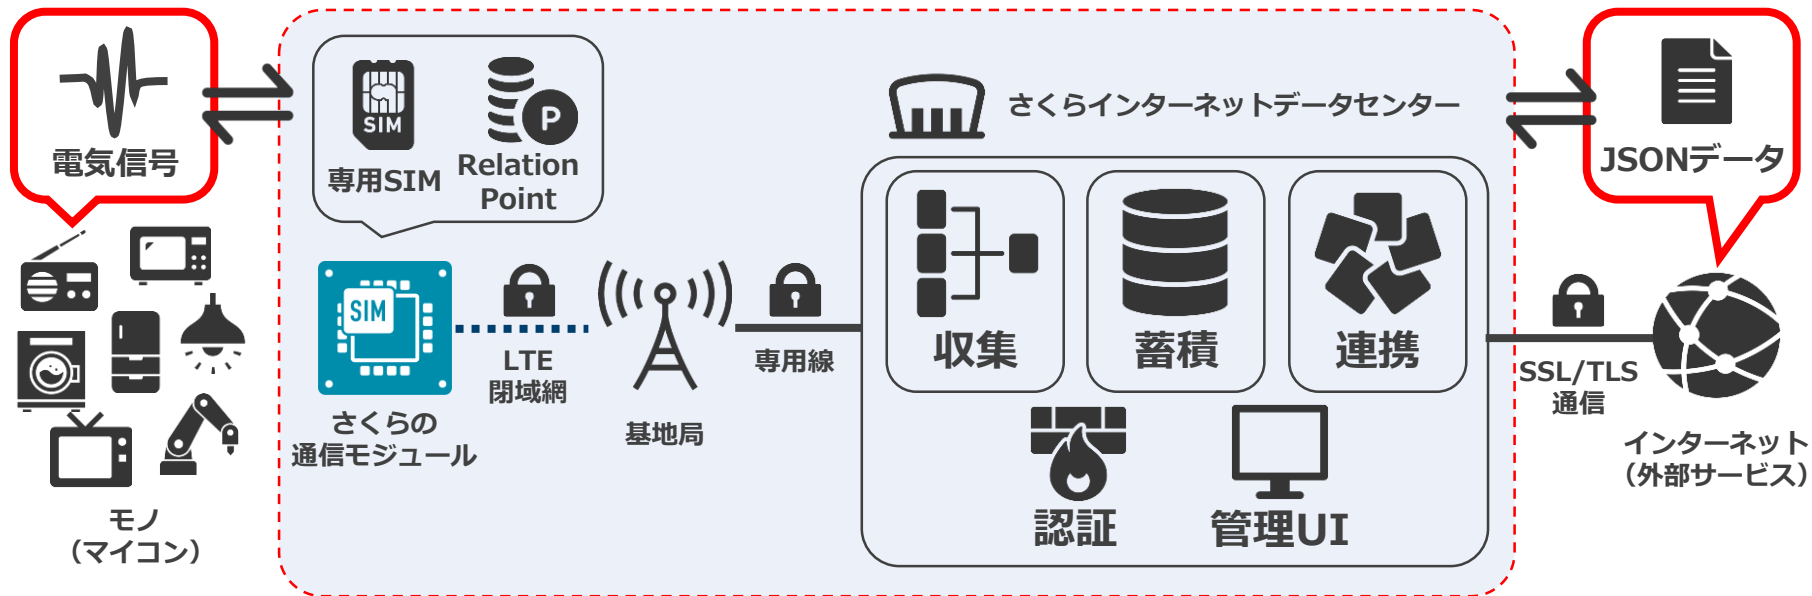 電気信号
モノ
（マイコン）
SIM
専用SIM
P
Relation
Point
SIM
さくらの
通信モジュール
LTE
閉域網
基地局
専用線
さくらインターネットデータセンター
収集
蓄積
連携
認証
管理UI
SSL/TLS
通信
JSONデータ
インターネット
（外部サービス）